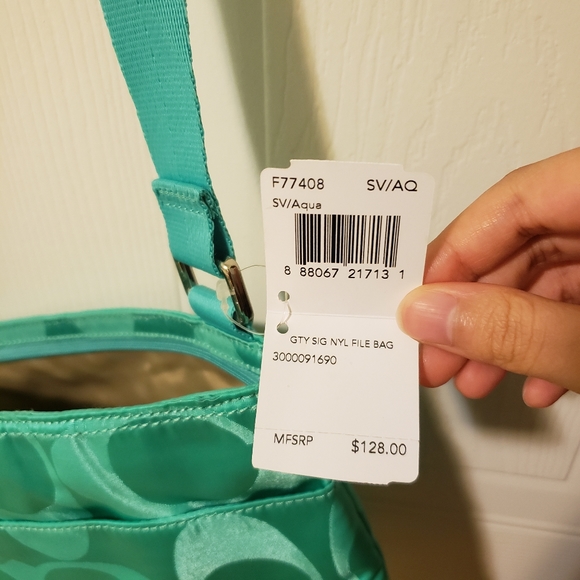 F77408 SV/AQ
SV/Aqua
8 88067 21713 1
GTY SIG NYL FILE BAG
3000091690
MFSRP $128.00